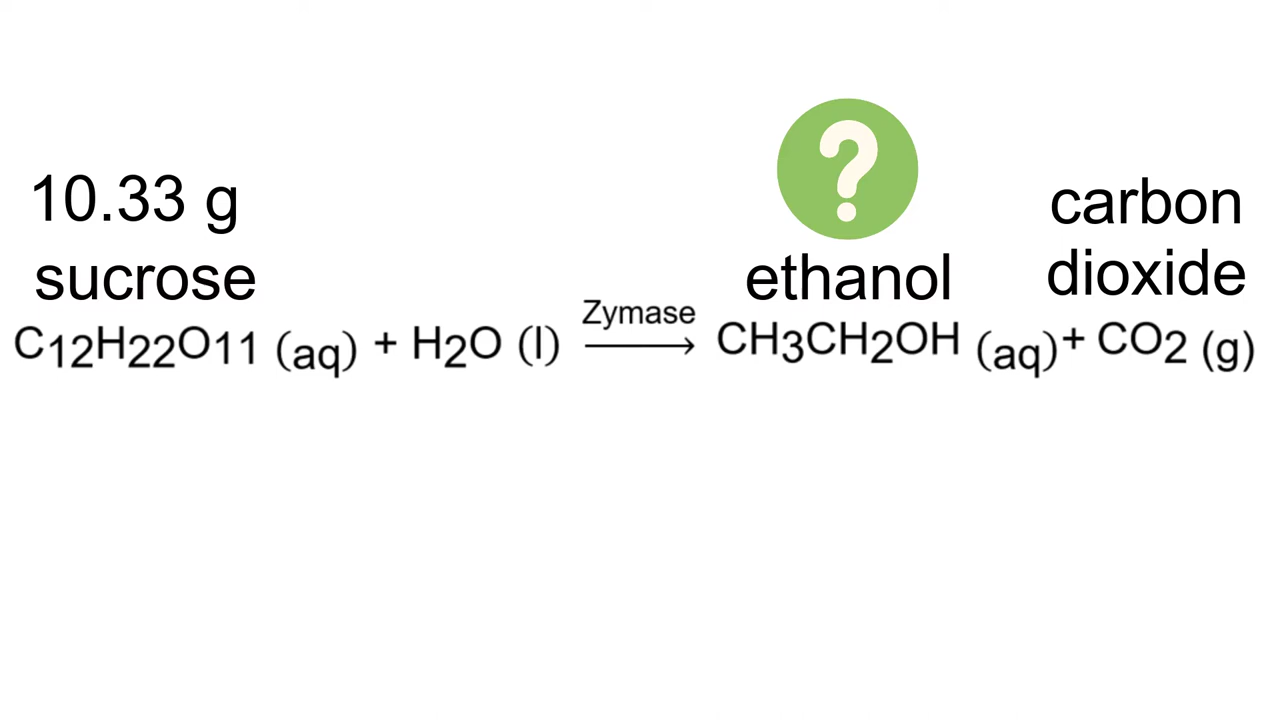 10.33 g
sucrose
?
ethanol
carbon
dioxide
Zymase
C₁₂H₂₂O₁₁ (aq) + H₂O (l) ⟶ CH₃CH₂OH (aq) + CO₂ (g)